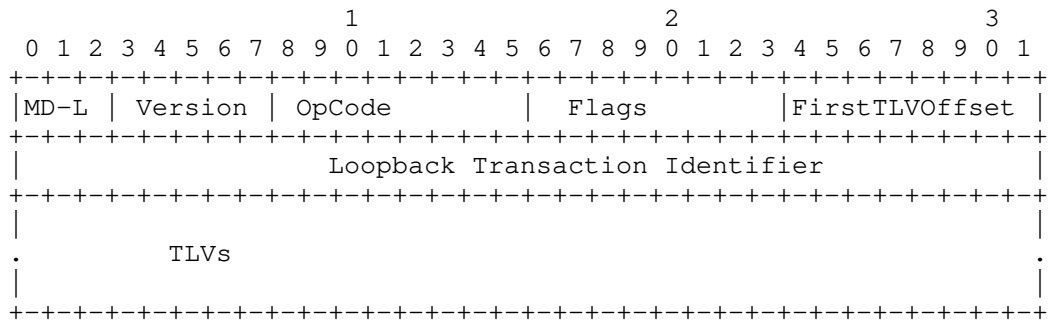 1                   2                   3
 0 1 2 3 4 5 6 7 8 9 0 1 2 3 4 5 6 7 8 9 0 1 2 3 4 5 6 7 8 9 0 1
+-+-+-+-+-+-+-+-+-+-+-+-+-+-+-+-+-+-+-+-+-+-+-+-+-+-+-+-+-+-+-+-+
|MD-L | Version | OpCode        |  Flags        |FirstTLVOffset |
+-+-+-+-+-+-+-+-+-+-+-+-+-+-+-+-+-+-+-+-+-+-+-+-+-+-+-+-+-+-+-+-+
|                   Loopback Transaction Identifier             |
+-+-+-+-+-+-+-+-+-+-+-+-+-+-+-+-+-+-+-+-+-+-+-+-+-+-+-+-+-+-+-+-+
|                                                               |
.         TLVs                                                  .
|                                                               |
+-+-+-+-+-+-+-+-+-+-+-+-+-+-+-+-+-+-+-+-+-+-+-+-+-+-+-+-+-+-+-+-+